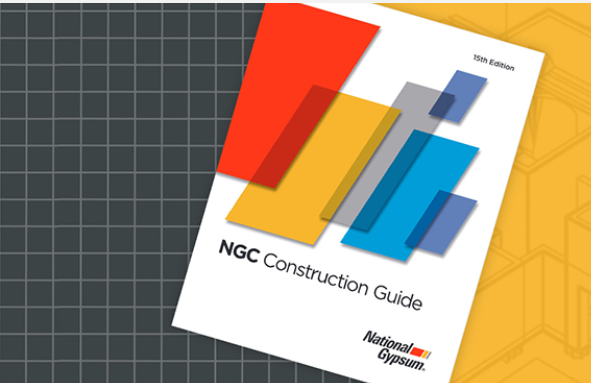 15th Edition
NGC Construction Guide
National
Gypsum.